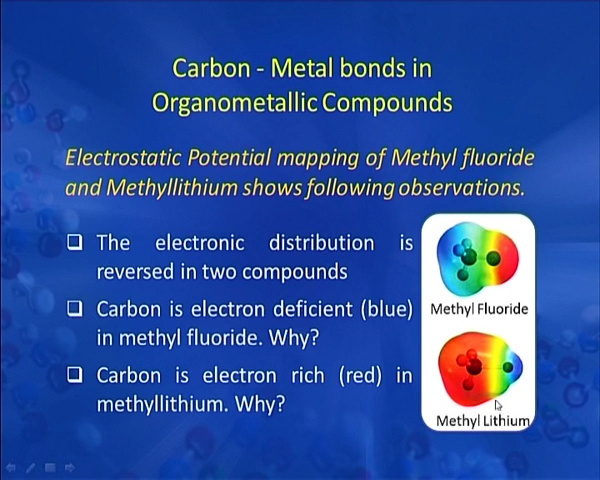 Carbon - Metal bonds in
Organometallic Compounds
Electrostatic Potential mapping of Methyl fluoride
and Methyllithium shows following observations.
❑ The electronic distribution is
reversed in two compounds
❑ Carbon is electron deficient (blue)
in methyl fluoride. Why?
❑ Carbon is electron rich (red) in
methyllithium. Why?
Methyl Fluoride
Methyl Lithium